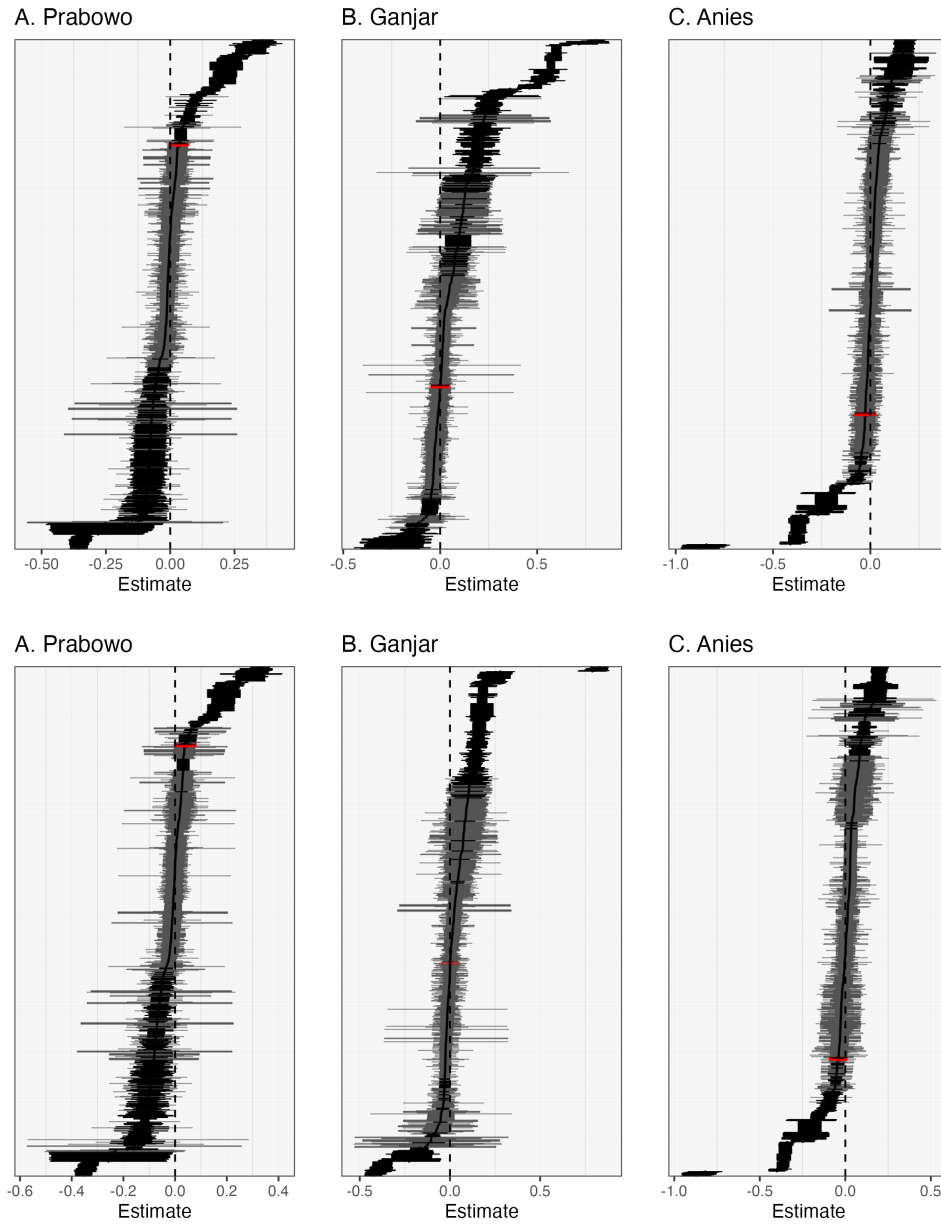 A. Prabowo B. Ganjar C. Anies
-0.50 -0.25 0.00 0.25 -0.5 0.0 0.5 -1.0 -0.5 0.0
Estimate Estimate Estimate
A. Prabowo B. Ganjar C. Anies
-0.6 -0.4 -0.2 0.0 0.2 0.4 -0.5 0.0 0.5 -1.0 -0.5 0.0 0.5
Estimate Estimate Estimate